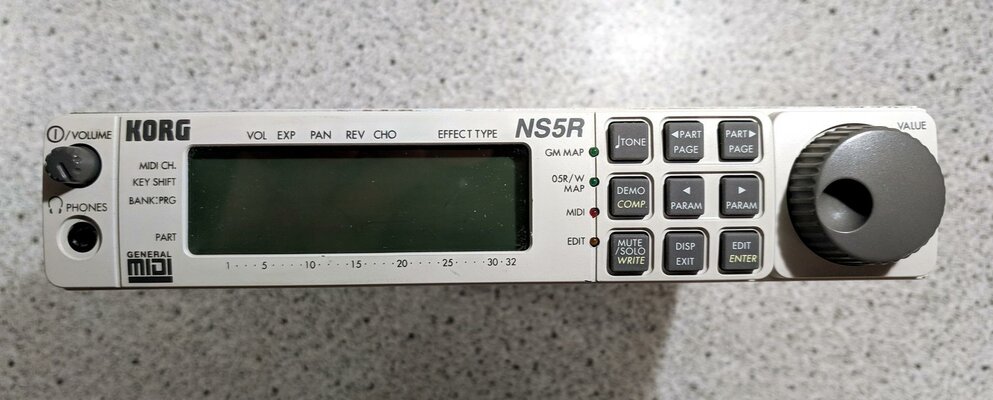 /VOLUME
PHONES
KORG
VOL EXP PAN REV CHO EFFECT TYPE
NS5R
MIDI CH.
KEY SHIFT
BANK:PRG
PART
GENERAL
MIDI
1 · · · 5 · · · · 10 · · · · 15 · · · · 20 · · · · 25 · · · · 30 · 32
GM MAP
05R/W
MAP
MIDI
EDIT
♩TONE
◀PART
PAGE
PART▶
PAGE
DEMO
COMP.
◀
PARAM
▶
PARAM
MUTE
/SOLO
WRITE
DISP
EXIT
EDIT
ENTER
VALUE